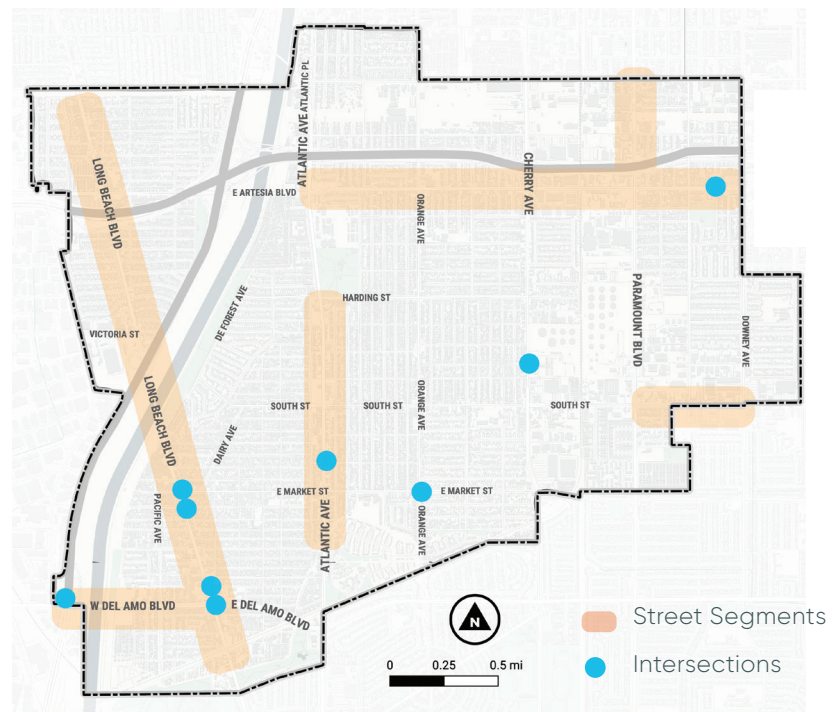 ATLANTIC PL
ATLANTIC AVE
LONG BEACH BLVD
CHERRY AVE
E ARTESIA BLVD
ORANGE AVE
HARDING ST
DE FOREST AVE
PARAMOUNT BLVD
VICTORIA ST
DOWNEY AVE
LONG BEACH BLVD
ORANGE AVE
SOUTH ST
SOUTH ST
SOUTH ST
DAIRY AVE
E MARKET ST
E MARKET ST
PACIFIC AVE
ATLANTIC AVE
ORANGE AVE
W DEL AMO BLVD
E DEL AMO BLVD
N
0 0.25 0.5 mi
Street Segments
Intersections